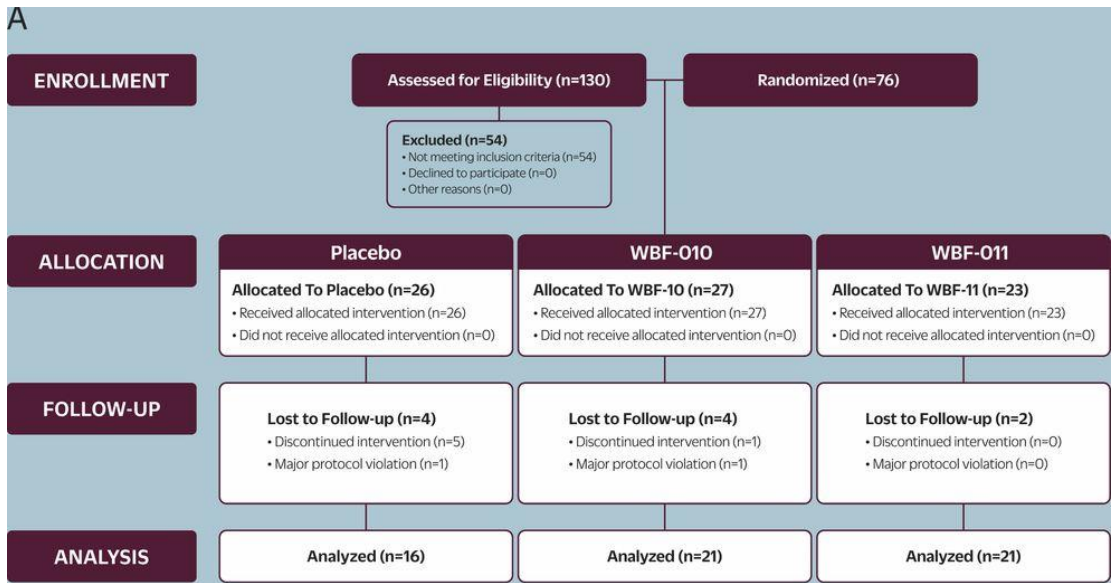 A
ENROLLMENT
Assessed for Eligibility (n=130)
Randomized (n=76)
Excluded (n=54)
• Not meeting inclusion criteria (n=54)
• Declined to participate (n=0)
• Other reasons (n=0)
ALLOCATION
Placebo
Allocated To Placebo (n=26)
• Received allocated intervention (n=26)
• Did not receive allocated intervention (n=0)
WBF-010
Allocated To WBF-10 (n=27)
• Received allocated intervention (n=27)
• Did not receive allocated intervention (n=0)
WBF-011
Allocated To WBF-11 (n=23)
• Received allocated intervention (n=23)
• Did not receive allocated intervention (n=0)
FOLLOW-UP
Lost to Follow-up (n=4)
• Discontinued intervention (n=5)
• Major protocol violation (n=1)
Lost to Follow-up (n=4)
• Discontinued intervention (n=1)
• Major protocol violation (n=1)
Lost to Follow-up (n=2)
• Discontinued intervention (n=0)
• Major protocol violation (n=0)
ANALYSIS
Analyzed (n=16)
Analyzed (n=21)
Analyzed (n=21)